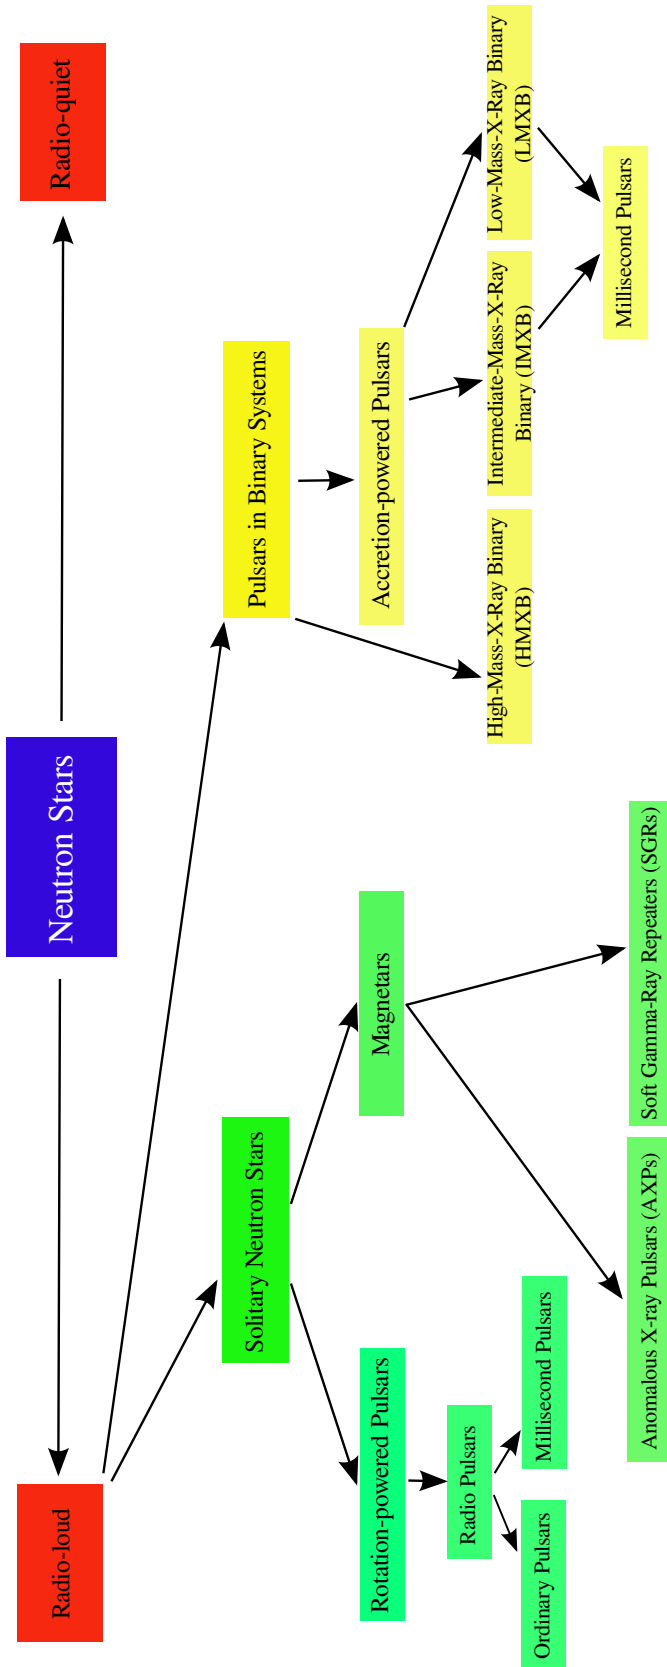 Neutron Stars
Radio-loud
Radio-quiet
Solitary Neutron Stars
Pulsars in Binary Systems
Rotation-powered Pulsars
Magnetars
Accretion-powered Pulsars
Radio Pulsars
High-Mass-X-Ray Binary
(HMXB)
Intermediate-Mass-X-Ray
Binary (IMXB)
Low-Mass-X-Ray Binary
(LMXB)
Ordinary Pulsars
Millisecond Pulsars
Anomalous X-ray Pulsars (AXPs)
Soft Gamma-Ray Repeaters (SGRs)
Millisecond Pulsars